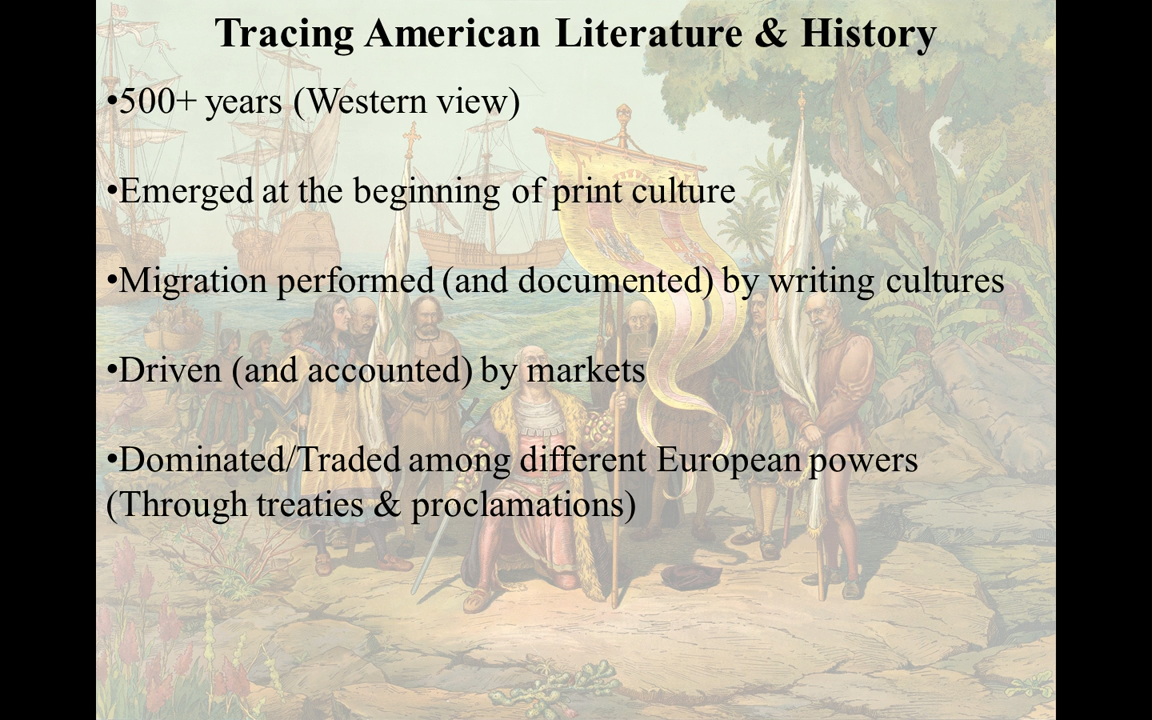 Tracing American Literature & History
•500+ years (Western view)
•Emerged at the beginning of print culture
•Migration performed (and documented) by writing cultures
•Driven (and accounted) by markets
•Dominated/Traded among different European powers
(Through treaties & proclamations)